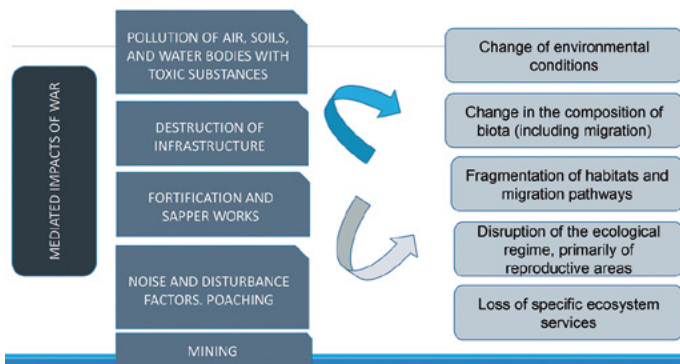 MEDIATED IMPACTS OF WAR
POLLUTION OF AIR, SOILS,
AND WATER BODIES WITH
TOXIC SUBSTANCES
DESTRUCTION OF
INFRASTRUCTURE
FORTIFICATION AND
SAPPER WORKS
NOISE AND DISTURBANCE
FACTORS. POACHING
MINING
Change of environmental
conditions
Change in the composition of
biota (including migration)
Fragmentation of habitats and
migration pathways
Disruption of the ecological
regime, primarily of
reproductive areas
Loss of specific ecosystem
services